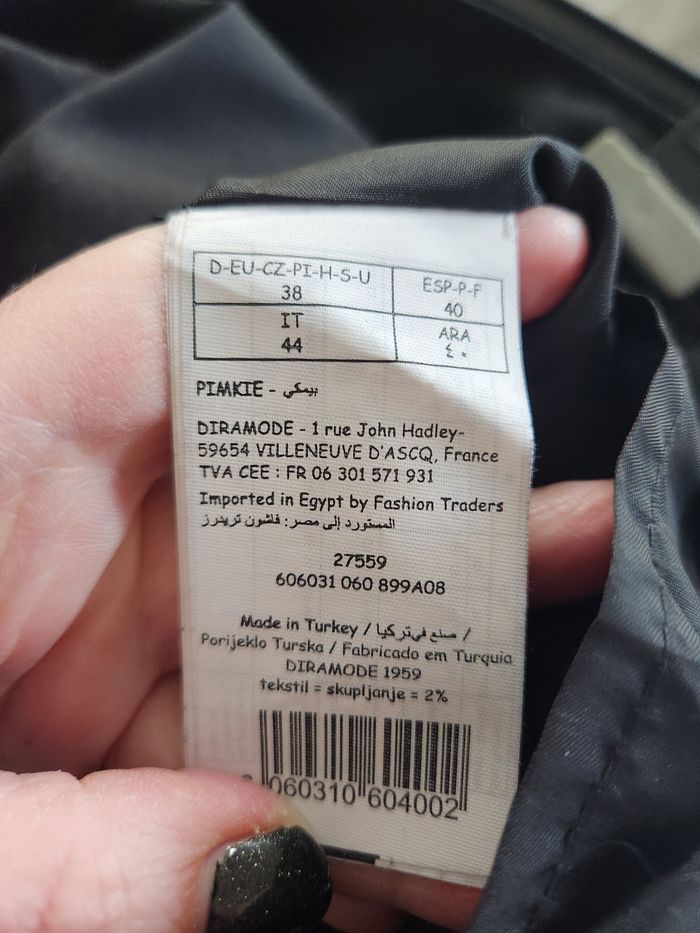 D-EU-CZ-PI-H-S-U
38
ESP-P-F
40
IT
44
ARA
٤٠
PIMKIE - بيمكي
DIRAMODE - 1 rue John Hadley-
59654 VILLENEUVE D'ASCQ, France
TVA CEE : FR 06 301 571 931
Imported in Egypt by Fashion Traders
المستورد إلى مصر: فاشون تريدرز
27559
606031 060 899A08
Made in Turkey / صنع في تركيا /
Porijeklo Turska / Fabricado em Turquia
DIRAMODE 1959
tekstil = skupljanje = 2%
060310 604002